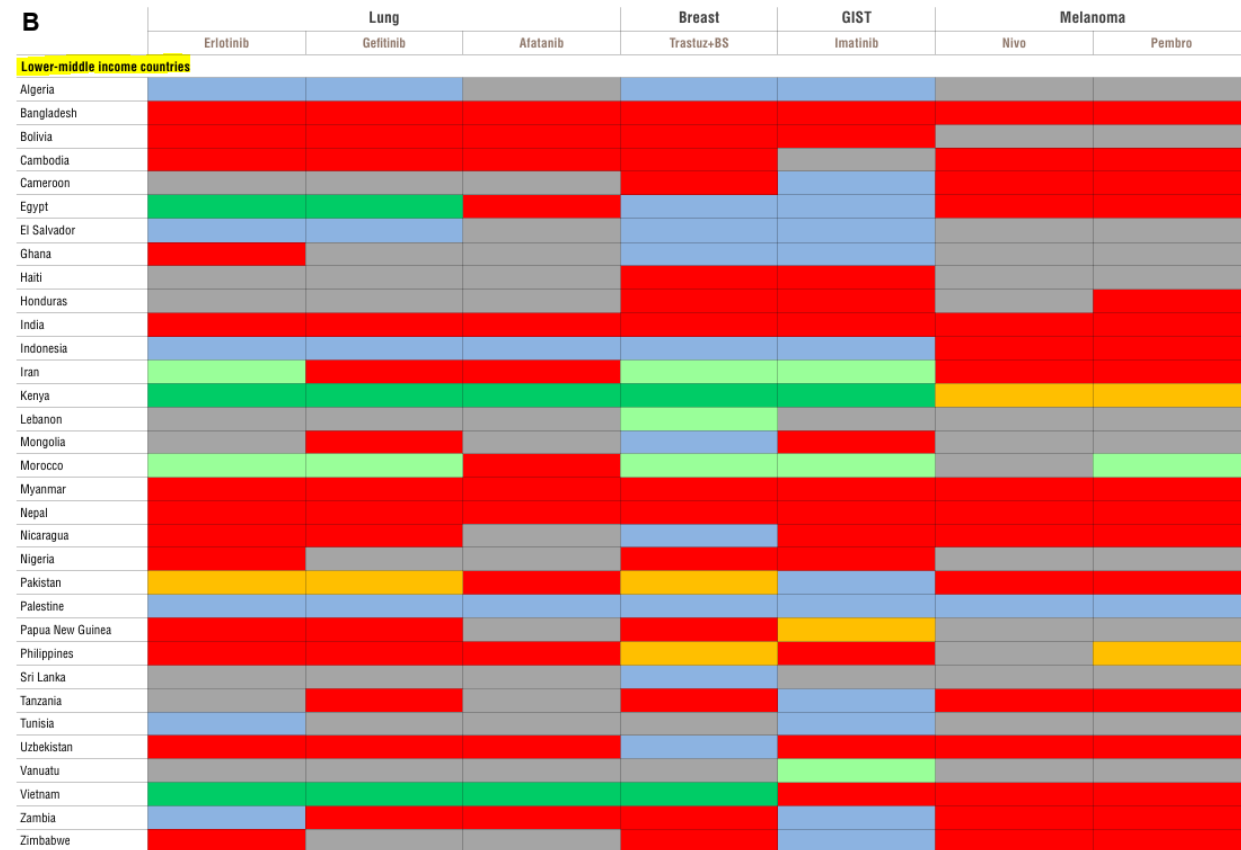 B
Lung Breast GIST Melanoma
Erlotinib Gefitinib Afatanib Trastuz+BS Imatinib Nivo Pembro
Lower-middle income countries
Algeria
Bangladesh
Bolivia
Cambodia
Cameroon
Egypt
El Salvador
Ghana
Haiti
Honduras
India
Indonesia
Iran
Kenya
Lebanon
Mongolia
Morocco
Myanmar
Nepal
Nicaragua
Nigeria
Pakistan
Palestine
Papua New Guinea
Philippines
Sri Lanka
Tanzania
Tunisia
Uzbekistan
Vanuatu
Vietnam
Zambia
Zimbabwe